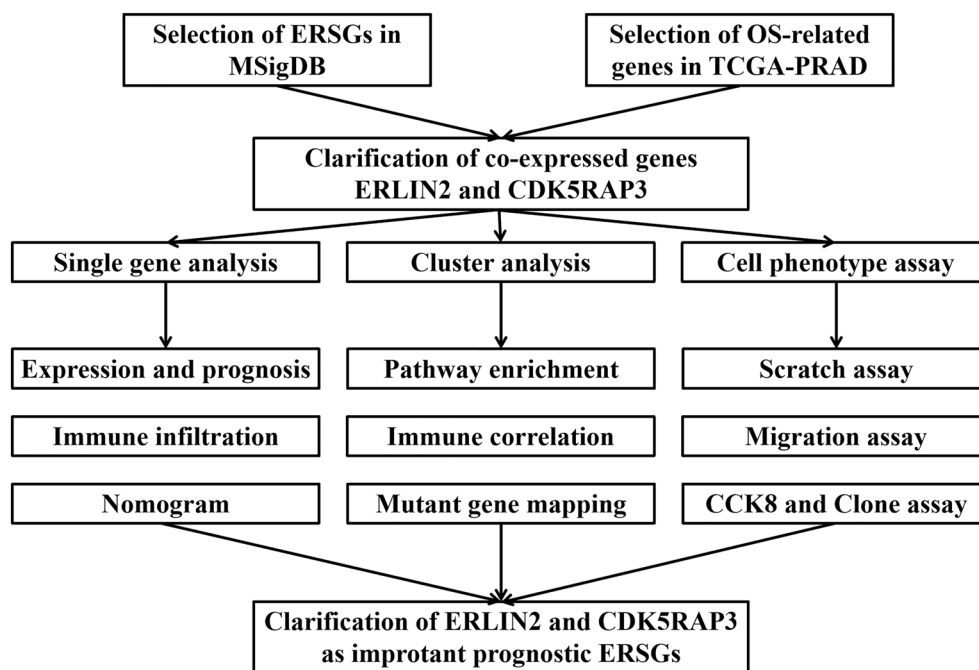 Selection of ERSGs in
MSigDB
Selection of OS-related
genes in TCGA-PRAD
Clarification of co-expressed genes
ERLIN2 and CDK5RAP3
Single gene analysis
Cluster analysis
Cell phenotype assay
Expression and prognosis
Pathway enrichment
Scratch assay
Immune infiltration
Immune correlation
Migration assay
Nomogram
Mutant gene mapping
CCK8 and Clone assay
Clarification of ERLIN2 and CDK5RAP3
as improtant prognostic ERSGs